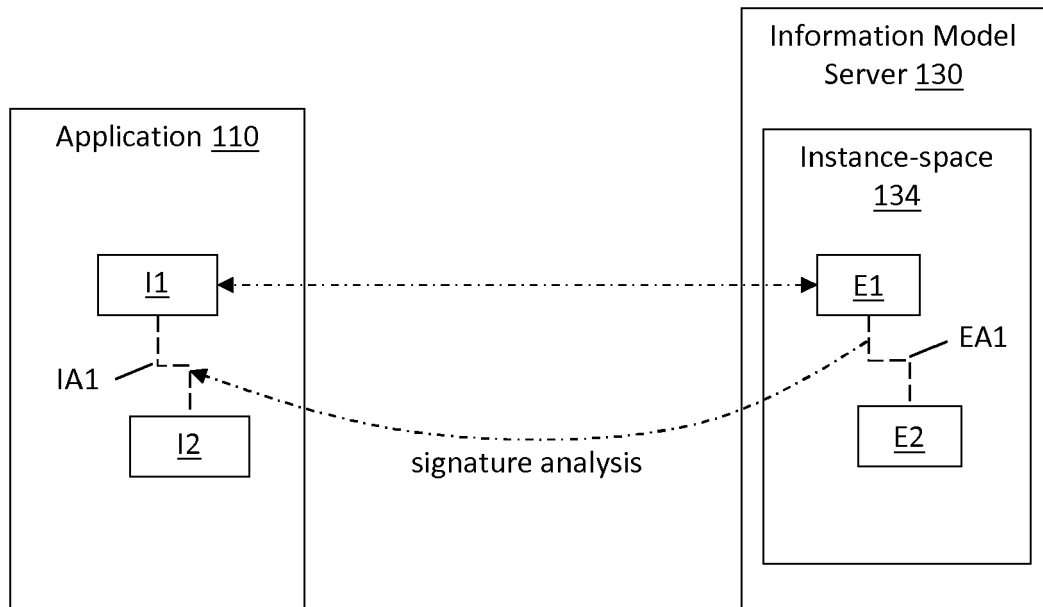 Information Model
Server 130
Application 110
Instance-space
134
I1
E1
IA1
EA1
I2
E2
signature analysis